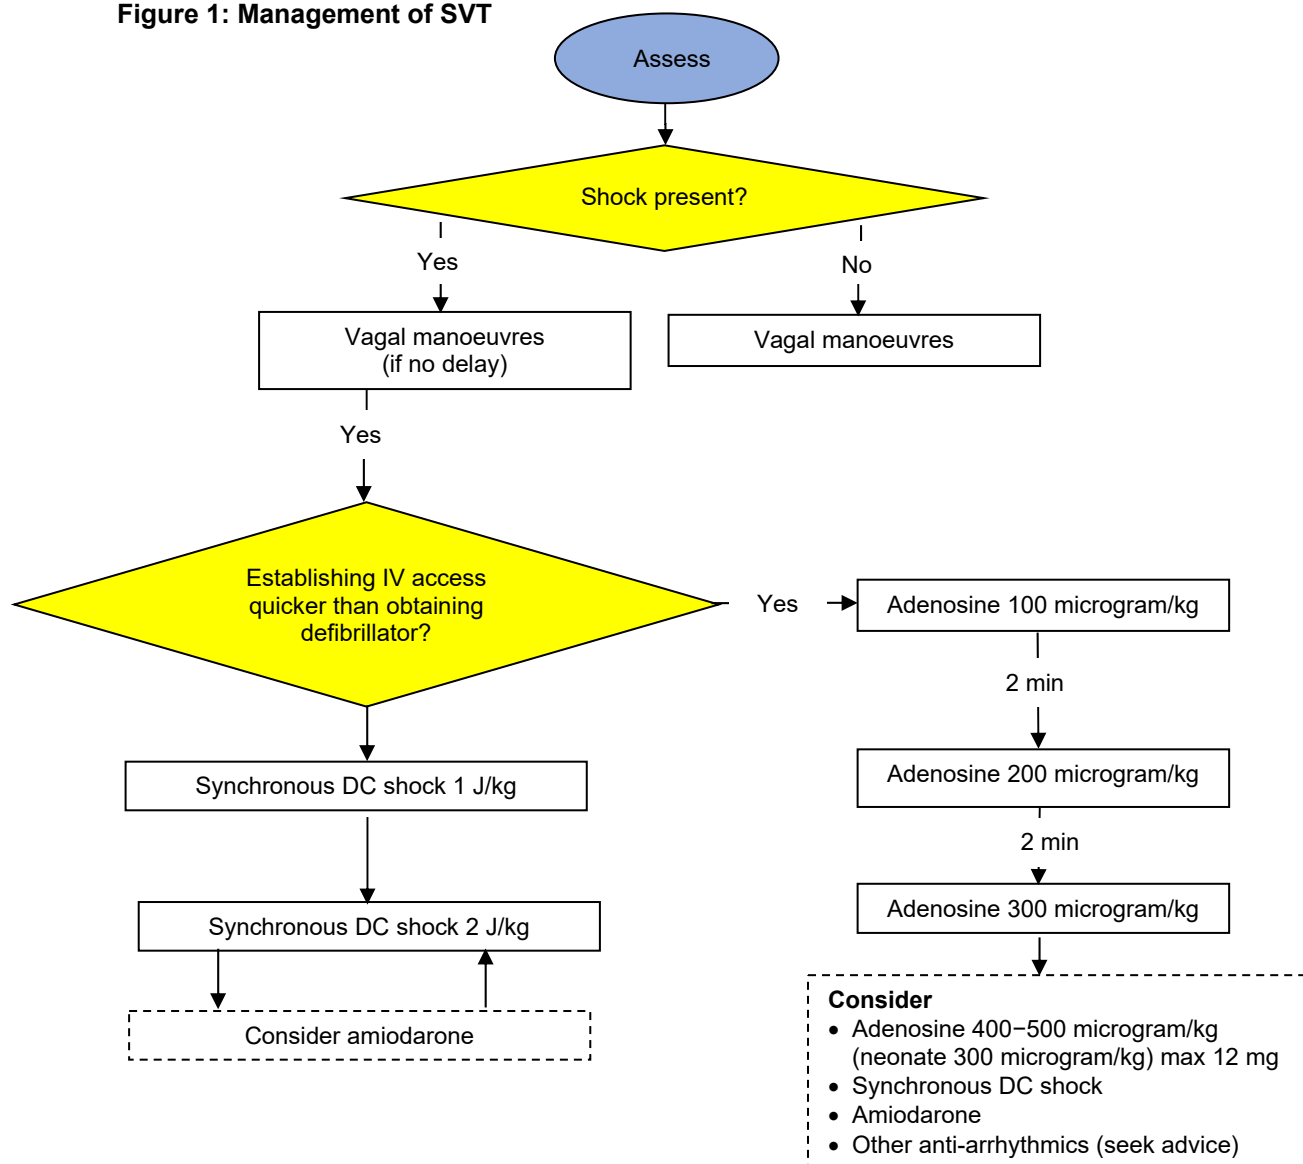 Figure 1: Management of SVT
Assess
Shock present?
Yes
No
Vagal manoeuvres
(if no delay)
Vagal manoeuvres
Yes
Establishing IV access
quicker than obtaining
defibrillator?
Yes
Adenosine 100 microgram/kg
2 min
Adenosine 200 microgram/kg
2 min
Adenosine 300 microgram/kg
Synchronous DC shock 1 J/kg
Synchronous DC shock 2 J/kg
Consider amiodarone
Consider
• Adenosine 400−500 microgram/kg
(neonate 300 microgram/kg) max 12 mg
• Synchronous DC shock
• Amiodarone
• Other anti-arrhythmics (seek advice)